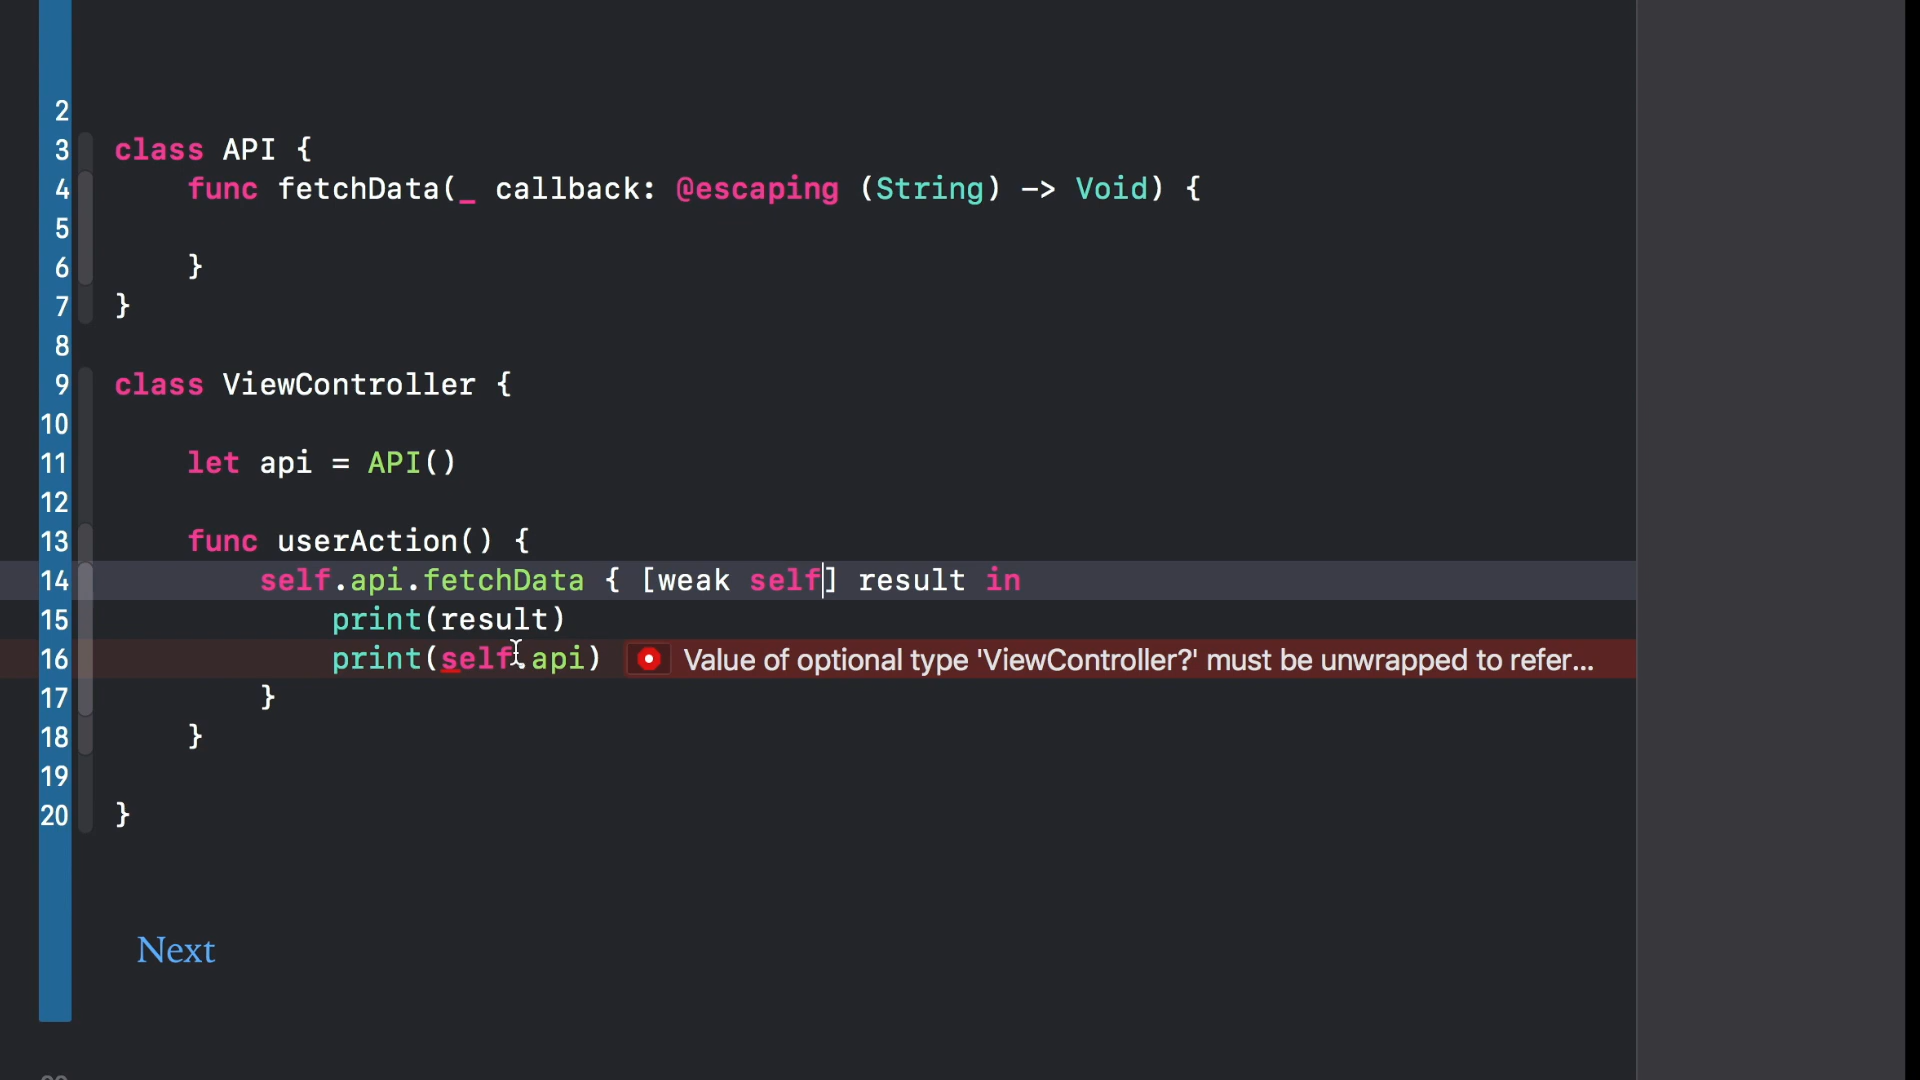 2
3 class API {
4 func fetchData(_ callback: @escaping (String) -> Void) {
5
6 }
7 }
8
9 class ViewController {
10
11 let api = API()
12
13 func userAction() {
14 self.api.fetchData { [weak self] result in
15 print(result)
16 print(self.api) Value of optional type 'ViewController?' must be unwrapped to refer...
17 }
18 }
19
20 }
Next